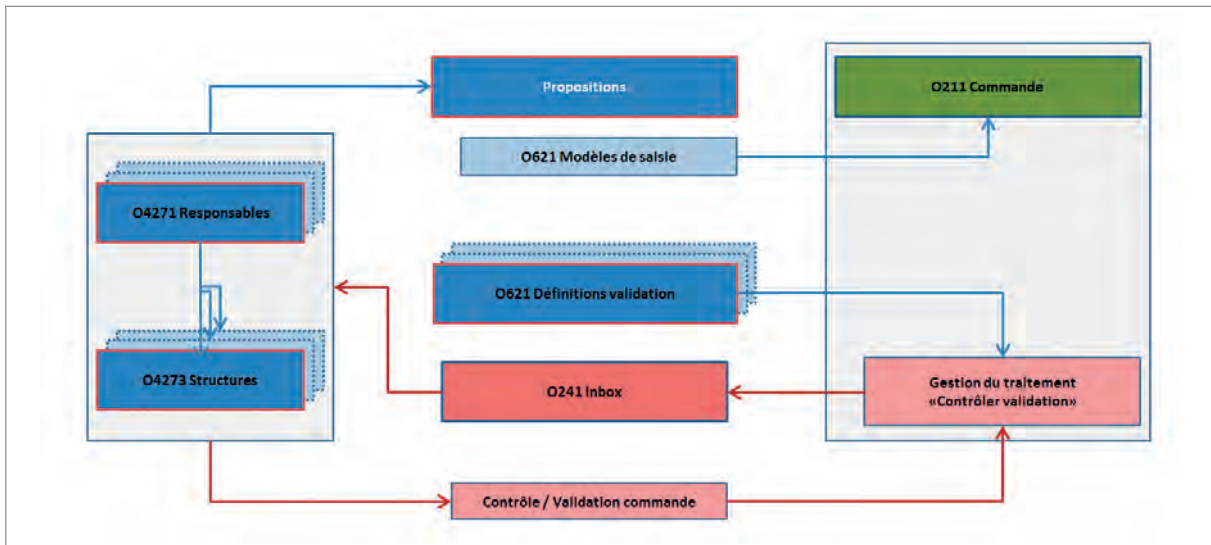 Propositions
O211 Commande
O621 Modèles de saisie
O4271 Responsables
O621 Définitions validation
O4273 Structures
O241 Inbox
Gestion du traitement
«Contrôler validation»
Contrôle / Validation commande